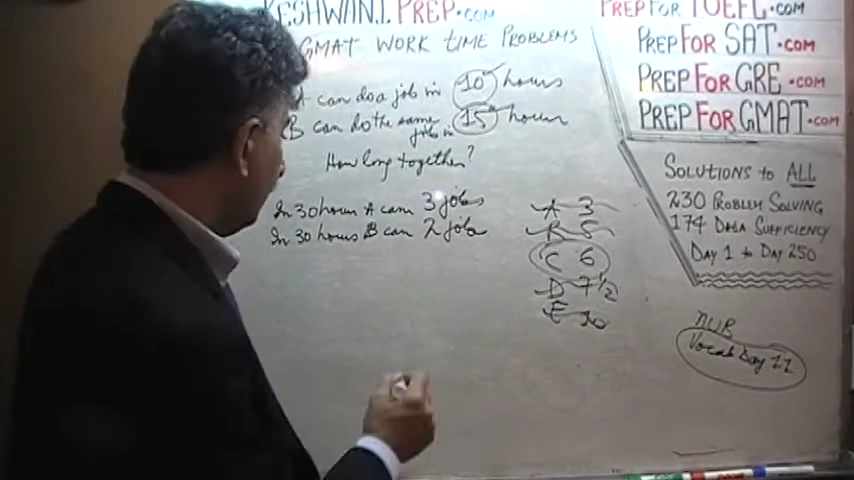 KESHWANI PREP.COM
GMAT WORK TIME PROBLEMS
A can do a job in 10 hours
B can do the same job in 15 hours
How long together?
In 30 hours A can 3 jobs
In 30 hours B can 2 jobs
A 3
B 5
C 6
D 7 1/2
E
PREP FOR TOEFL.COM
PREP FOR SAT.COM
PREP FOR GRE.COM
PREP FOR GMAT.COM
SOLUTIONS to ALL
230 PROBLEM SOLVING
174 DATA SUFFICIENCY
DAY 1 to DAY 250
Vocab Day 22